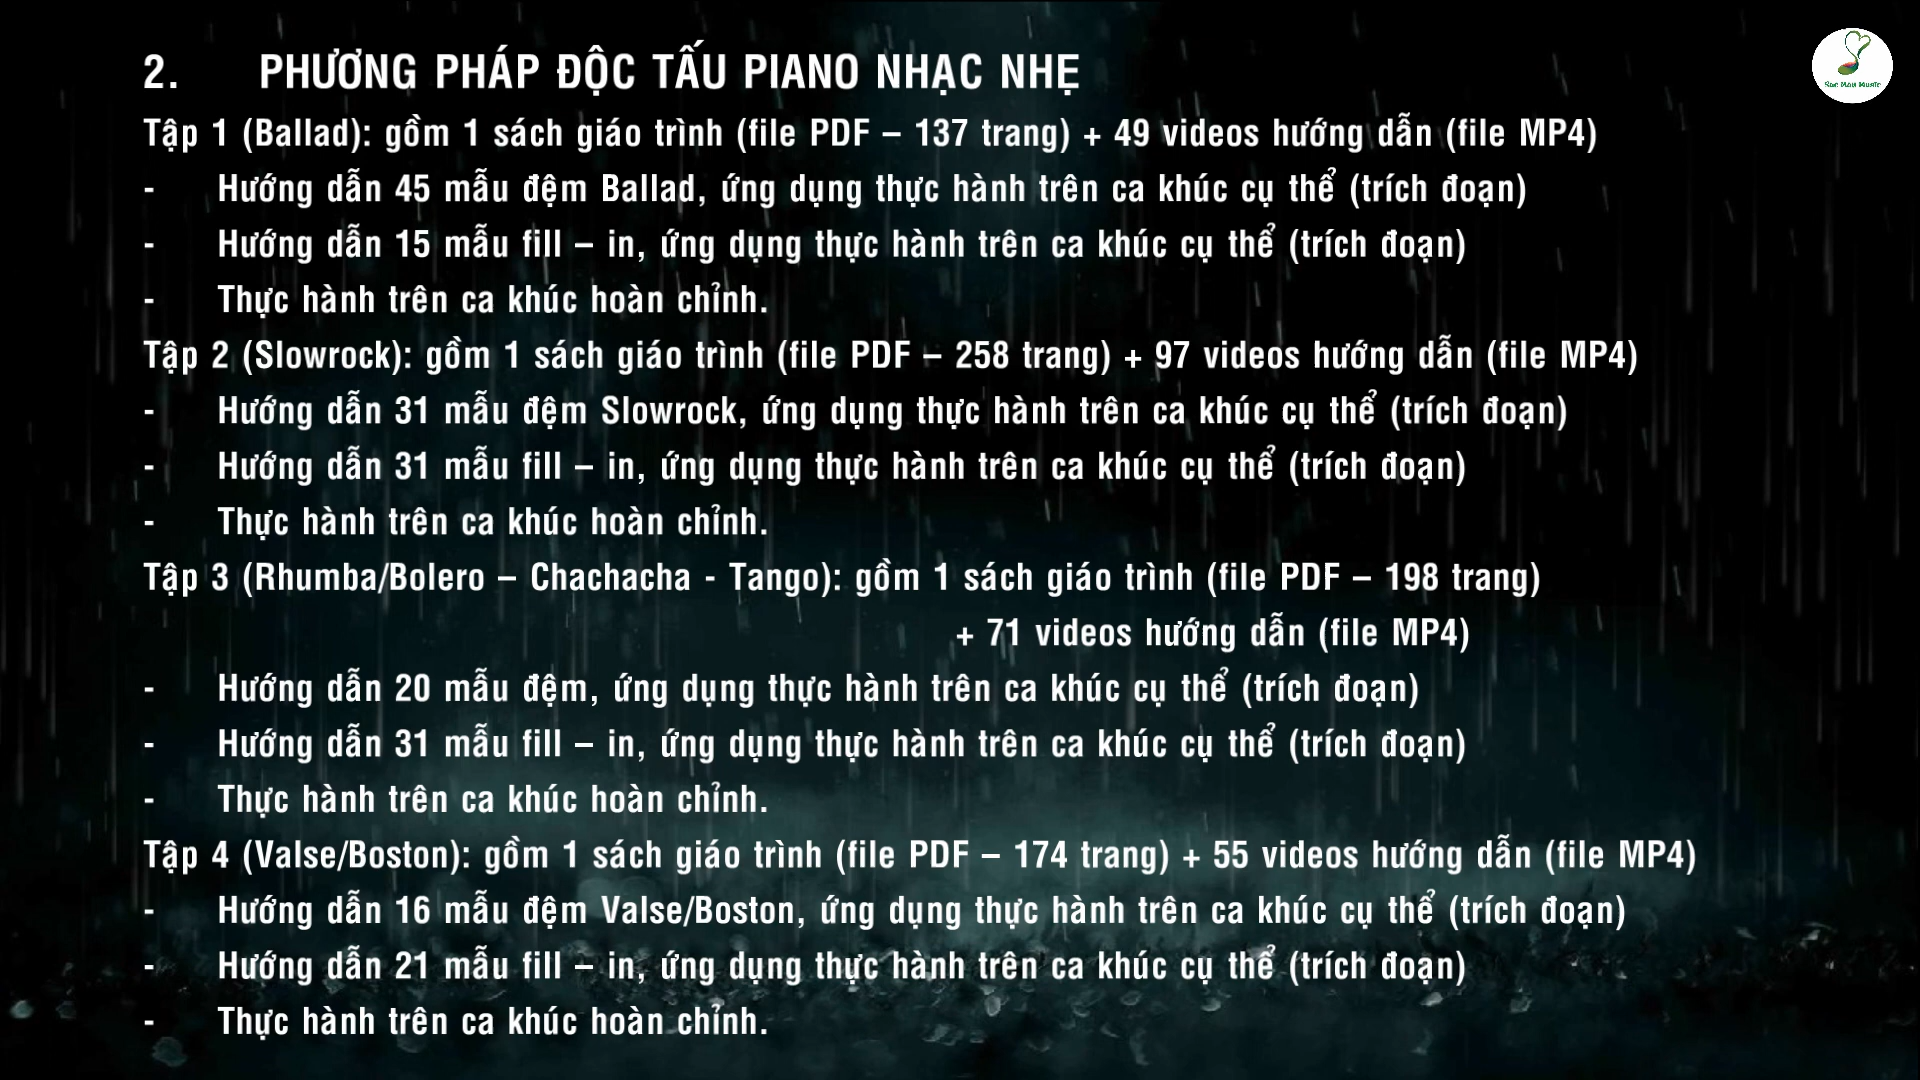 2. PHƯƠNG PHÁP ĐỘC TẤU PIANO NHẠC NHẸ
Tập 1 (Ballad): gồm 1 sách giáo trình (file PDF – 137 trang) + 49 videos hướng dẫn (file MP4)
- Hướng dẫn 45 mẫu đệm Ballad, ứng dụng thực hành trên ca khúc cụ thể (trích đoạn)
- Hướng dẫn 15 mẫu fill – in, ứng dụng thực hành trên ca khúc cụ thể (trích đoạn)
- Thực hành trên ca khúc hoàn chỉnh.
Tập 2 (Slowrock): gồm 1 sách giáo trình (file PDF – 258 trang) + 97 videos hướng dẫn (file MP4)
- Hướng dẫn 31 mẫu đệm Slowrock, ứng dụng thực hành trên ca khúc cụ thể (trích đoạn)
- Hướng dẫn 31 mẫu fill – in, ứng dụng thực hành trên ca khúc cụ thể (trích đoạn)
- Thực hành trên ca khúc hoàn chỉnh.
Tập 3 (Rhumba/Bolero – Chachacha - Tango): gồm 1 sách giáo trình (file PDF – 198 trang)
+ 71 videos hướng dẫn (file MP4)
- Hướng dẫn 20 mẫu đệm, ứng dụng thực hành trên ca khúc cụ thể (trích đoạn)
- Hướng dẫn 31 mẫu fill – in, ứng dụng thực hành trên ca khúc cụ thể (trích đoạn)
- Thực hành trên ca khúc hoàn chỉnh.
Tập 4 (Valse/Boston): gồm 1 sách giáo trình (file PDF – 174 trang) + 55 videos hướng dẫn (file MP4)
- Hướng dẫn 16 mẫu đệm Valse/Boston, ứng dụng thực hành trên ca khúc cụ thể (trích đoạn)
- Hướng dẫn 21 mẫu fill – in, ứng dụng thực hành trên ca khúc cụ thể (trích đoạn)
- Thực hành trên ca khúc hoàn chỉnh.
Music